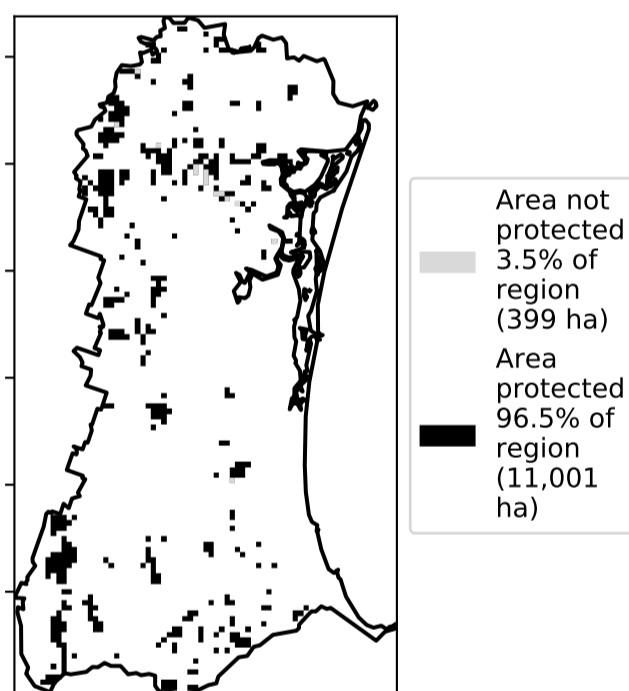 Area not
protected
3.5% of
region
(399 ha)
Area
protected
96.5% of
region
(11,001
ha)